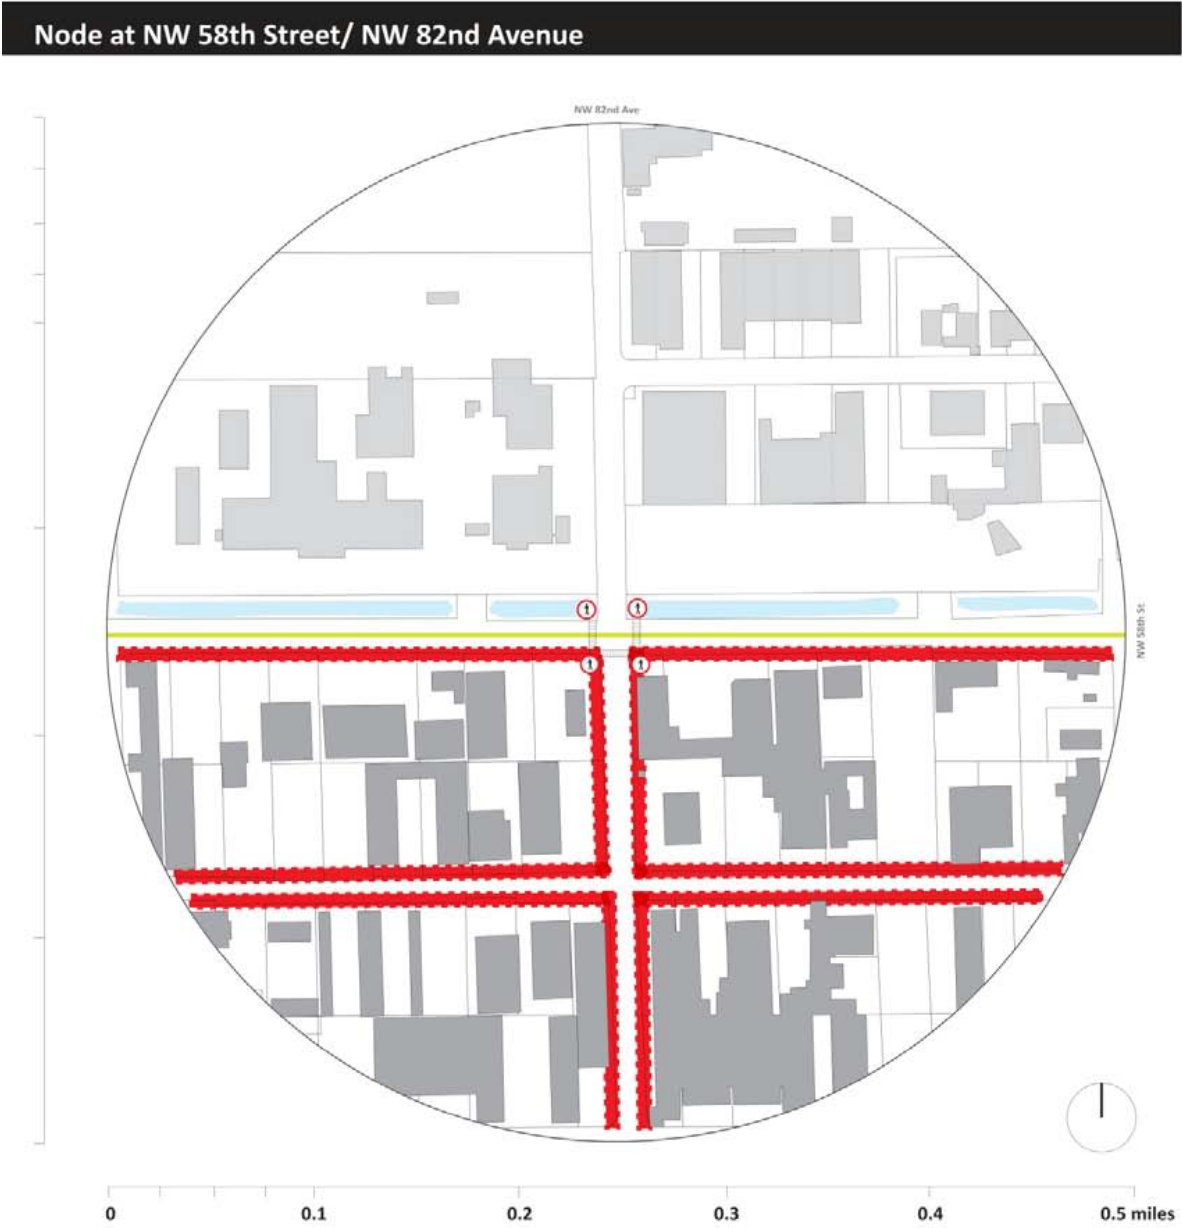 Node at NW 58th Street/ NW 82nd Avenue
NW 82nd Ave
NW 58th St.
0 0.1 0.2 0.3 0.4 0.5 miles